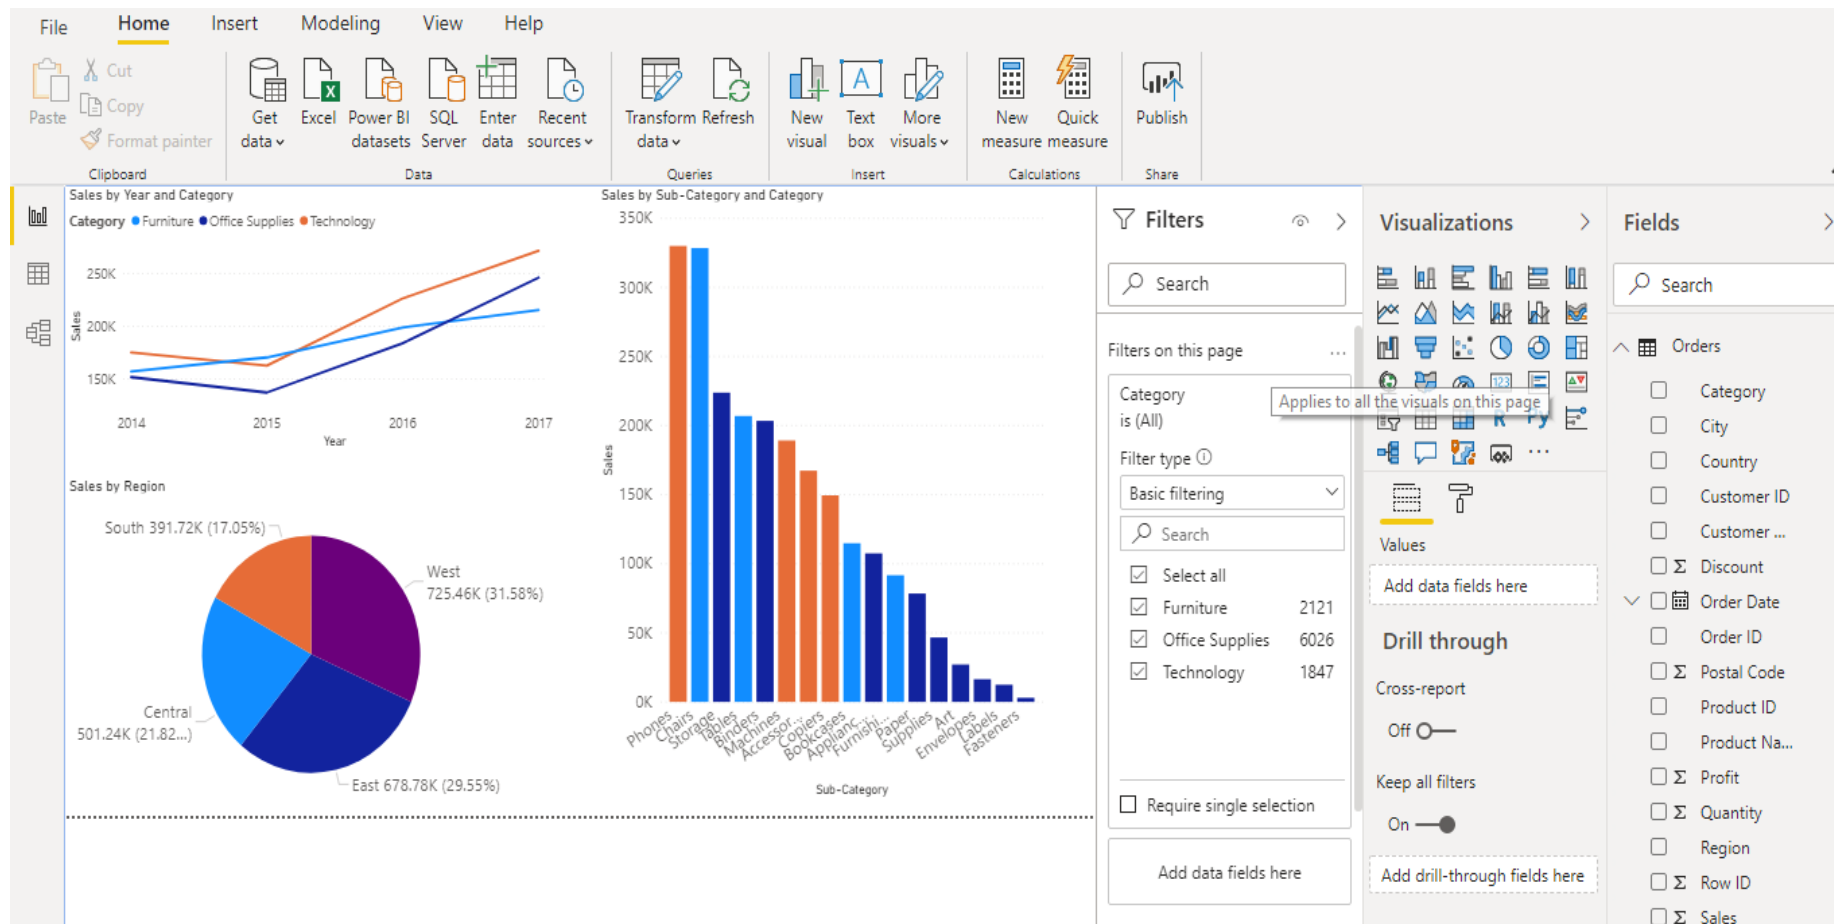 File Home Insert Modeling View Help
Paste
Cut
Copy
Format painter
Clipboard
Get data
Excel
Power BI datasets
SQL Server
Enter data
Recent sources
Data
Transform data
Refresh
Queries
New visual
Text box
More visuals
Insert
New measure
Quick measure
Calculations
Publish
Share
Sales by Year and Category
Category Furniture Office Supplies Technology
250K
200K
150K
Sales
2014 2015 2016 2017
Year
Sales by Region
South 391.72K (17.05%)
West
725.46K (31.58%)
Central
501.24K (21.82...)
East 678.78K (29.55%)
Sales by Sub-Category and Category
350K
300K
250K
200K
150K
100K
50K
0K
Sales
Phones
Chairs
Storage
Tables
Binders
Machines
Accessor...
Copiers
Bookcases
Applianc...
Furnishi...
Paper
Supplies
Art
Envelopes
Labels
Fasteners
Sub-Category
Filters
Search
Filters on this page
Category
is (All)
Filter type
Basic filtering
Search
Select all
Furniture 2121
Office Supplies 6026
Technology 1847
Require single selection
Add data fields here
Visualizations
123
Applies to all the visuals on this page
R Py
Values
Add data fields here
Drill through
Cross-report
Off
Keep all filters
On
Add drill-through fields here
Fields
Search
Orders
Category
City
Country
Customer ID
Customer ...
Σ Discount
Order Date
Order ID
Σ Postal Code
Product ID
Product Na...
Σ Profit
Σ Quantity
Region
Σ Row ID
Σ Sales